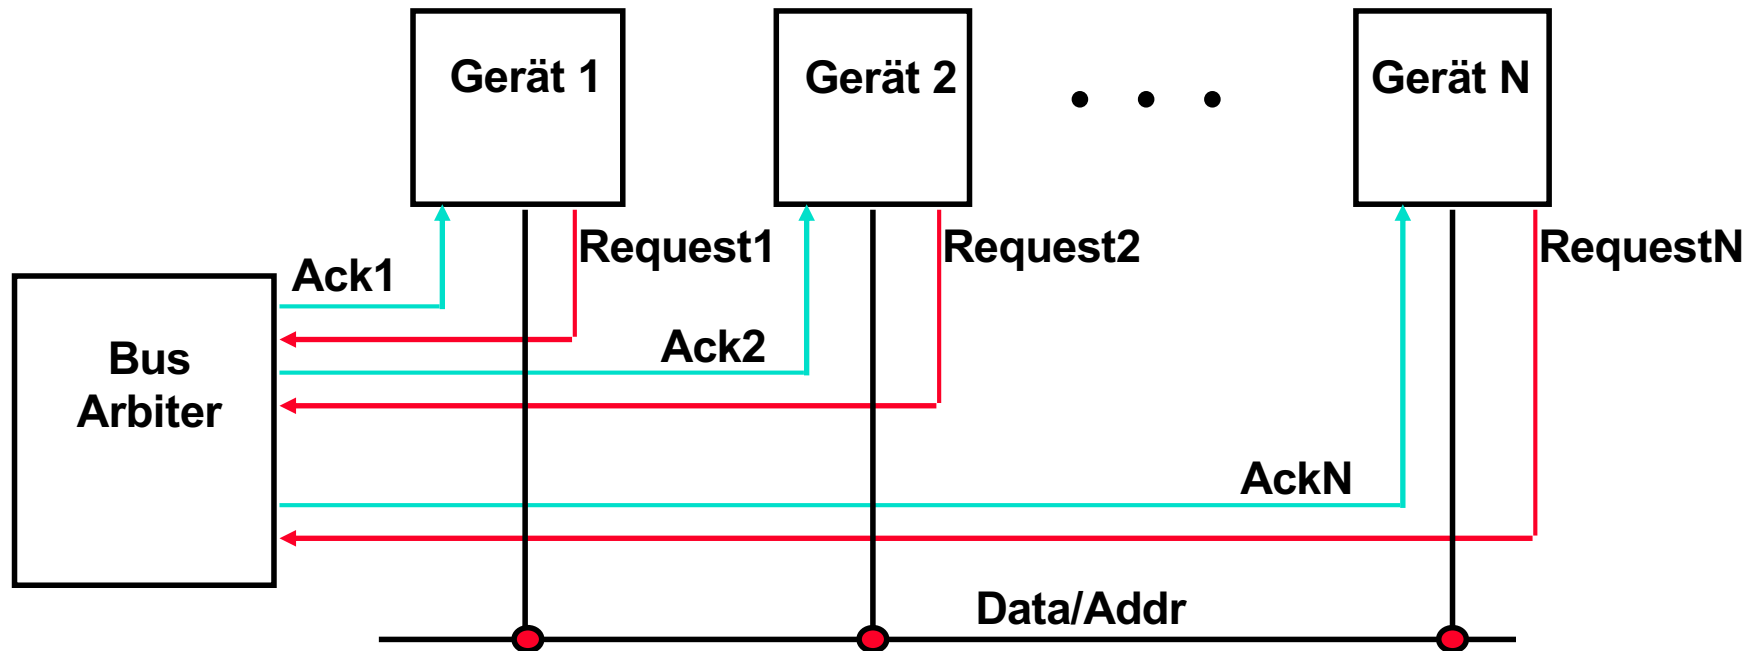 Gerät 1
Gerät 2
Gerät N
Request1
Request2
RequestN
Ack1
Ack2
Bus
Arbiter
AckN
Data/Addr